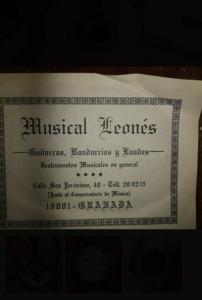 Musical Leonés
Guitarras, Bandurrias y Laudes
Instrumentos Musicales en general
Calle San Jerónimo, 48 - Telf. 28 02 13
(Junto al Conservatorio de Música)
18001 - GRANADA